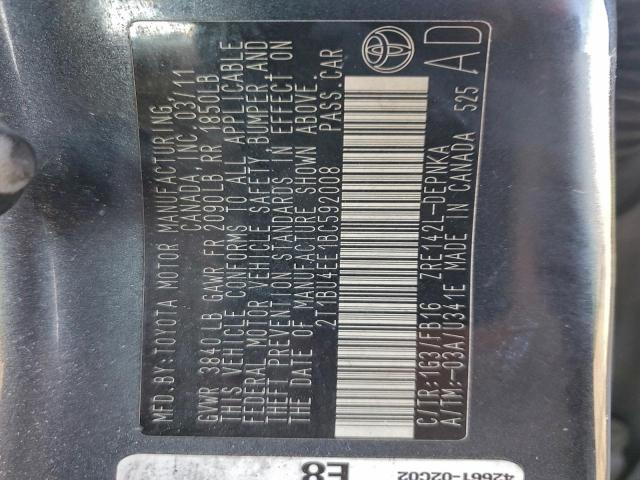 MFD.BY:TOYOTA MOTOR MANUFACTURING
CANADA, INC. 03/11
GVWR 3840 LB GAWR FR 2090LB RR 1850LB
THIS VEHICLE CONFORMS TO ALL APPLICABLE
FEDERAL MOTOR VEHICLE SAFETY, BUMPER AND
THEFT PREVENTION STANDARDS IN EFFECT ON
THE DATE OF MANUFACTURE SHOWN ABOVE.
2T1BU4EE1BC592008 PASS.CAR
C/TR:1G3/FB16 ZRE142L-DEPNKA
A/TM:-03A/U341E MADE IN CANADA 525
AD
E8
42661-02C02